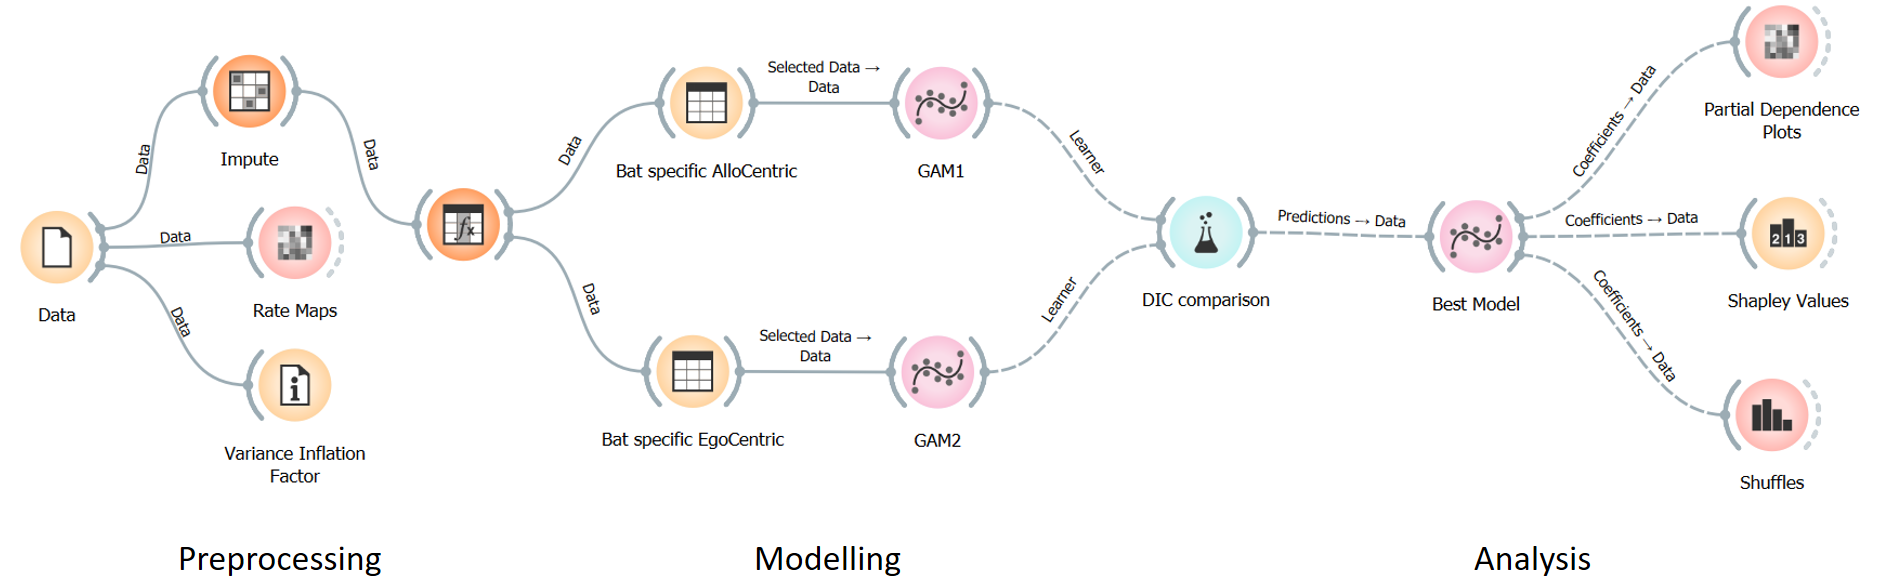 Data
Data
Impute
Data
Data
Rate Maps
Data
Variance Inflation
Factor
fx
Data
Bat specific AlloCentric
Selected Data →
Data
GAM1
Learner
Data
Bat specific EgoCentric
Selected Data →
Data
GAM2
Learner
DIC comparison
Predictions → Data
Best Model
Coefficients → Data
Partial Dependence
Plots
Coefficients → Data
2 1 3
Shapley Values
Coefficients → Data
Shuffles
Preprocessing
Modelling
Analysis